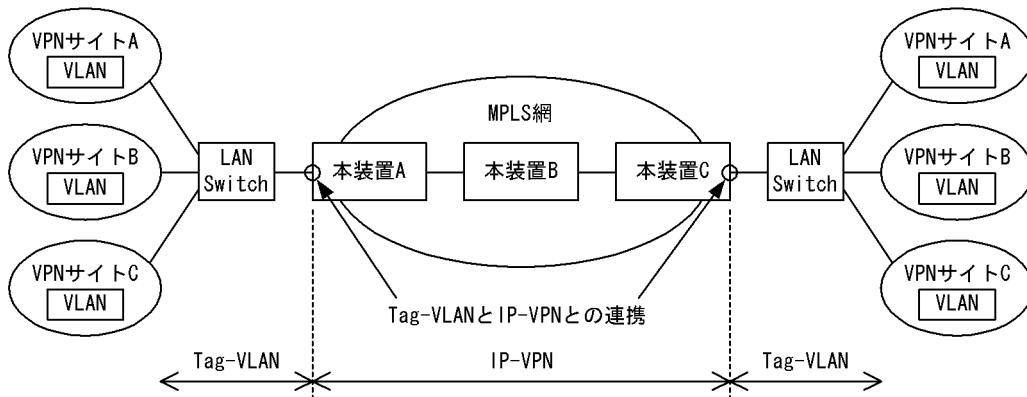 VPNサイトA
VLAN
VPNサイトB
VLAN
VPNサイトC
VLAN
LAN
Switch
MPLS網
本装置A
本装置B
本装置C
LAN
Switch
VPNサイトA
VLAN
VPNサイトB
VLAN
VPNサイトC
VLAN
Tag-VLANとIP-VPNとの連携
Tag-VLAN
IP-VPN
Tag-VLAN